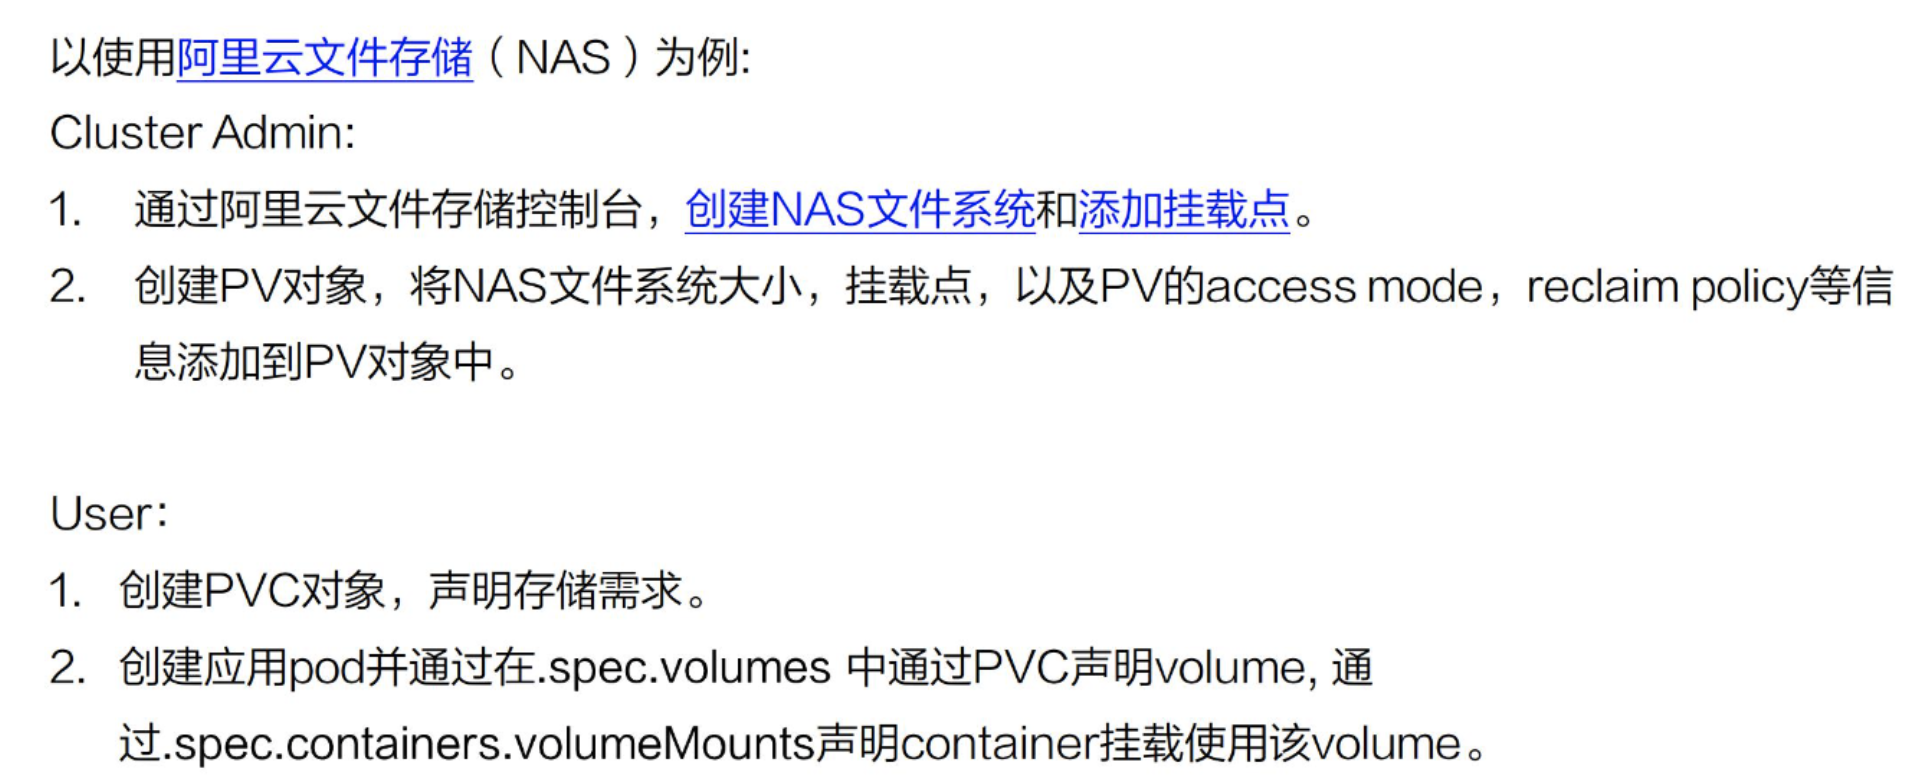 以使用阿里云文件存储（NAS）为例:
Cluster Admin:
1. 通过阿里云文件存储控制台，创建NAS文件系统和添加挂载点。
2. 创建PV对象，将NAS文件系统大小，挂载点，以及PV的access mode，reclaim policy等信
息添加到PV对象中。
User：
1. 创建PVC对象，声明存储需求。
2. 创建应用pod并通过在.spec.volumes 中通过PVC声明volume, 通
过.spec.containers.volumeMounts声明container挂载使用该volume。